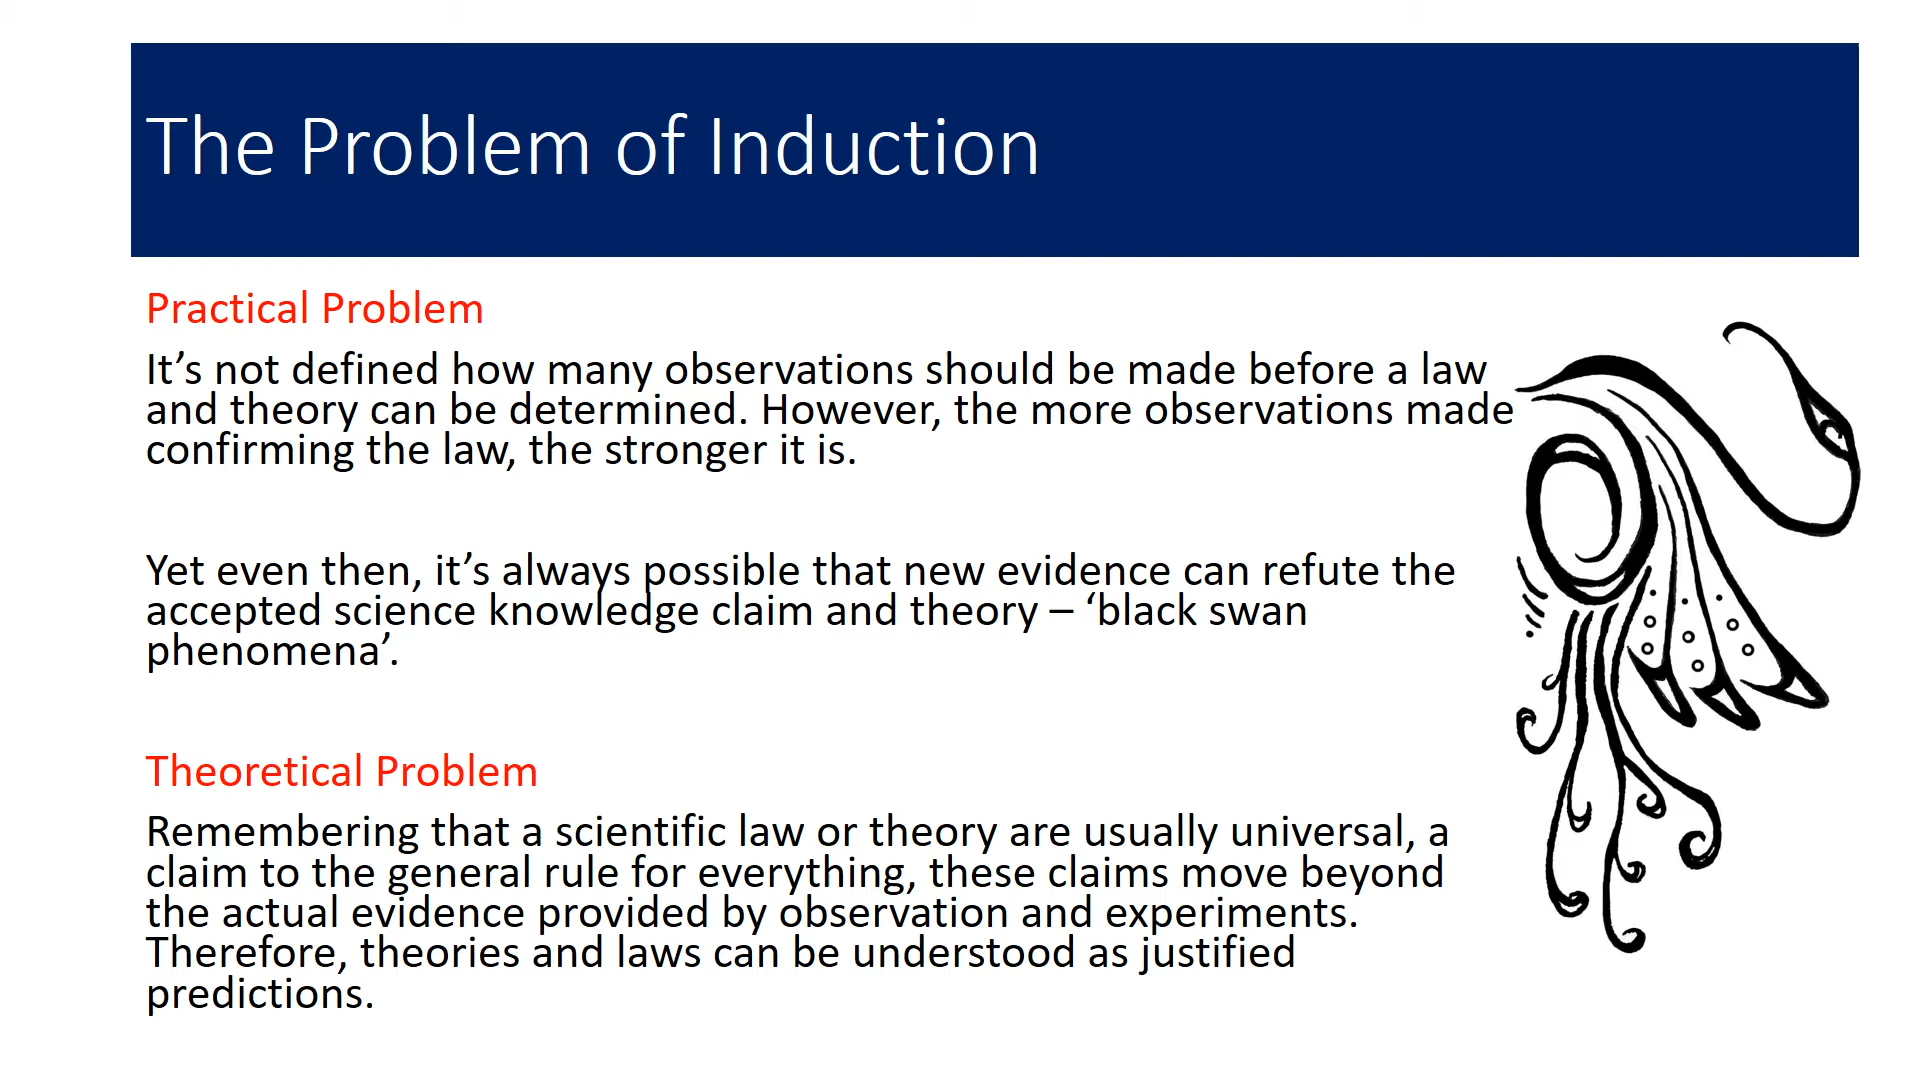 The Problem of Induction
Practical Problem
It’s not defined how many observations should be made before a law
and theory can be determined. However, the more observations made
confirming the law, the stronger it is.
Yet even then, it’s always possible that new evidence can refute the
accepted science knowledge claim and theory – ‘black swan
phenomena’.
Theoretical Problem
Remembering that a scientific law or theory are usually universal, a
claim to the general rule for everything, these claims move beyond
the actual evidence provided by observation and experiments.
Therefore, theories and laws can be understood as justified
predictions.